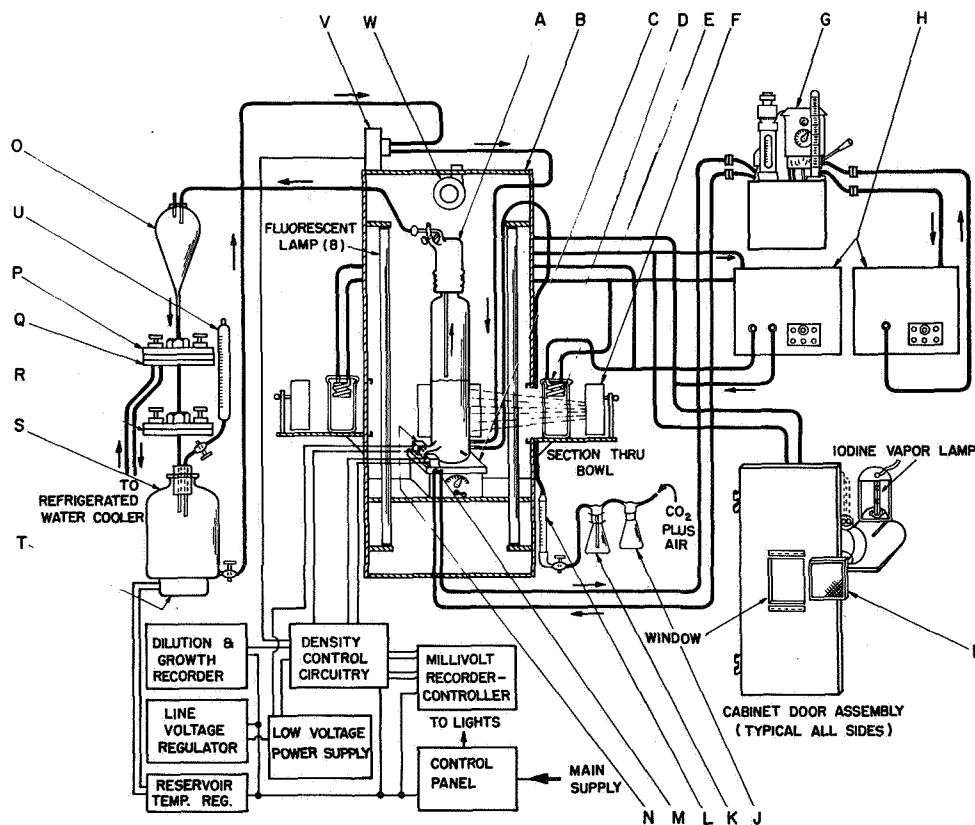 V W A B C D E F G H
O
U
P
Q
R
S
T
FLUORESCENT
LAMP (8)
TO
REFRIGERATED
WATER COOLER
SECTION THRU
BOWL
CO2
PLUS
AIR
IODINE VAPOR LAMP
WINDOW
I
CABINET DOOR ASSEMBLY
(TYPICAL ALL SIDES)
DILUTION &
GROWTH
RECORDER
DENSITY
CONTROL
CIRCUITRY
MILLIVOLT
RECORDER-
CONTROLLER
LINE
VOLTAGE
REGULATOR
LOW VOLTAGE
POWER SUPPLY
TO LIGHTS
CONTROL
PANEL
MAIN
SUPPLY
RESERVOIR
TEMP. REG.
N M L K J